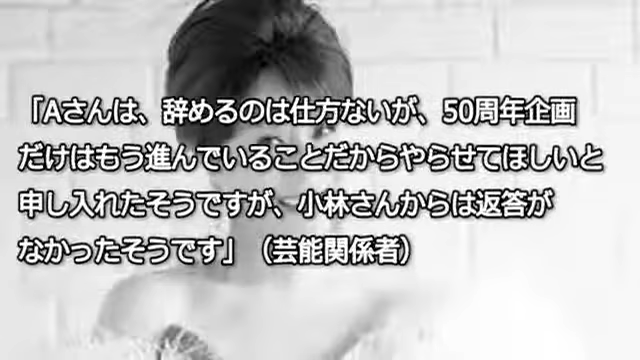 「Aさんは、辞めるのは仕方ないが、50周年企画
だけはもう進んでいることだからやらせてほしいと
申し入れたそうですが、小林さんからは返答が
なかったそうです」（芸能関係者）